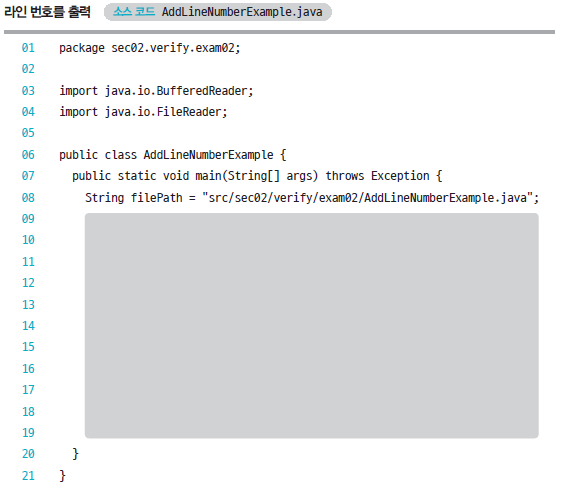 라인 번호를 출력 소스 코드 AddLineNumberExample.java
01 package sec02.verify.exam02;
02
03 import java.io.BufferedReader;
04 import java.io.FileReader;
05
06 public class AddLineNumberExample {
07 public static void main(String[] args) throws Exception {
08 String filePath = "src/sec02/verify/exam02/AddLineNumberExample.java";
09
10
11
12
13
14
15
16
17
18
19
20 }
21 }